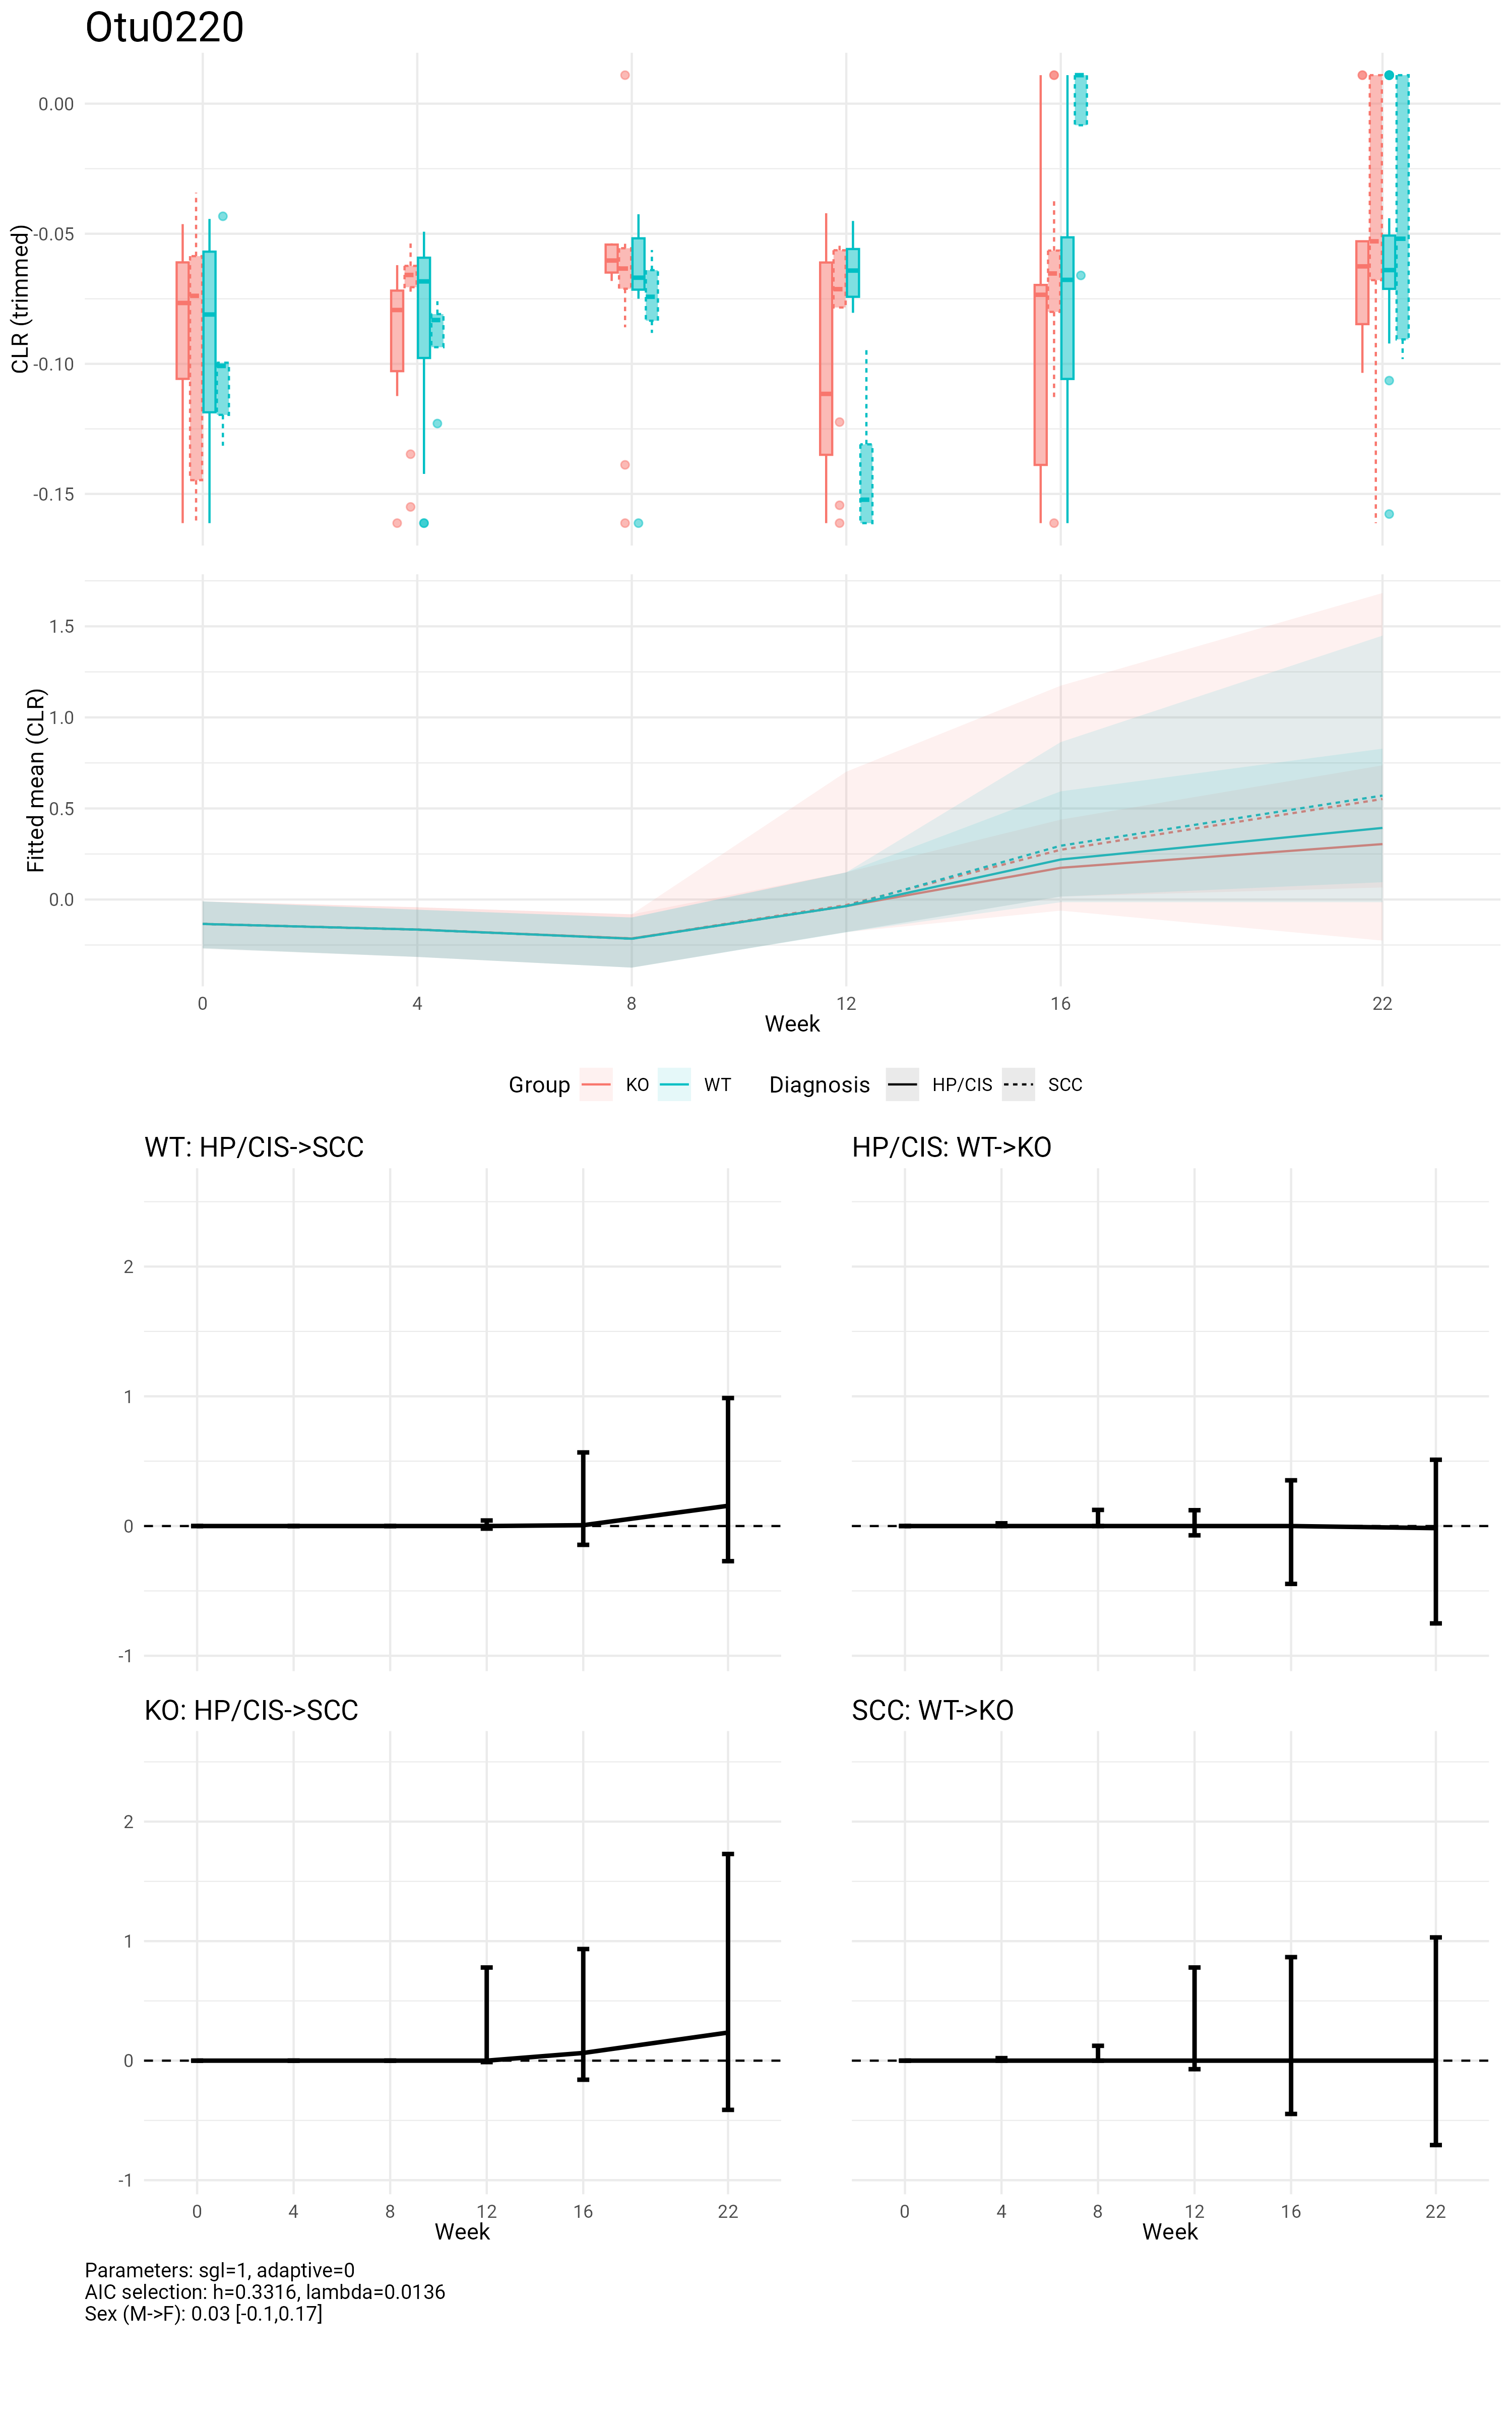 Otu0220
CLR (trimmed)
0.00
-0.05
-0.10
-0.15
Fitted mean (CLR)
1.5
1.0
0.5
0.0
0 4 8 12 16 22
Week
Group KO WT Diagnosis HP/CIS SCC
WT: HP/CIS->SCC
HP/CIS: WT->KO
2
1
0
-1
KO: HP/CIS->SCC
SCC: WT->KO
2
1
0
-1
0 4 8 12 16 22
0 4 8 12 16 22
Week
Week
Parameters: sgl=1, adaptive=0
AIC selection: h=0.3316, lambda=0.0136
Sex (M->F): 0.03 [-0.1,0.17]